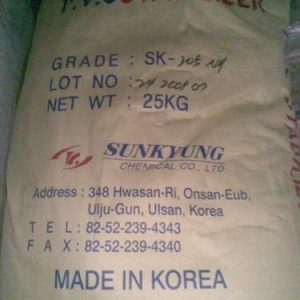 GRADE : SK-
LOT NO :
NET WT : 25KG
SUNKYUNG
CHEMICAL CO., LTD
Address : 348 Hwasan-Ri, Onsan-Eub,
Ulju-Gun, Ulsan, Korea
T E L : 82-52-239-4343
F A X : 82-52-239-4340
MADE IN KOREA